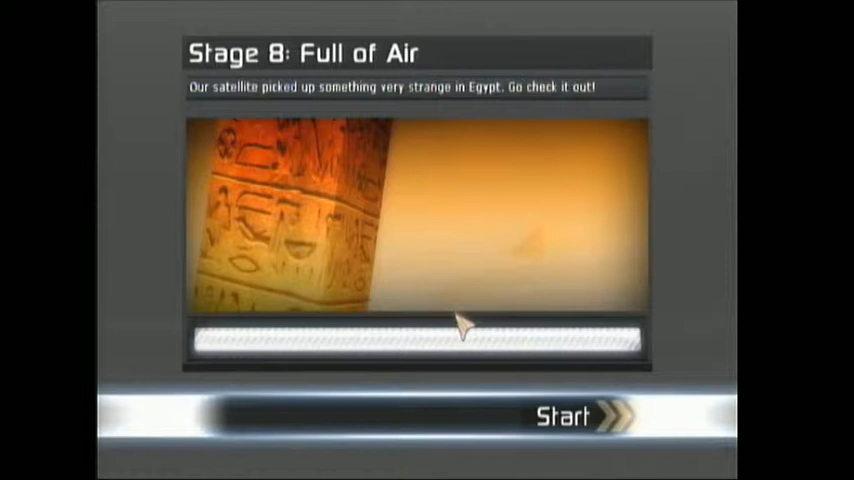 Stage 8: Full of Air
Our satellite picked up something very strange in Egypt. Go check it out!
Start